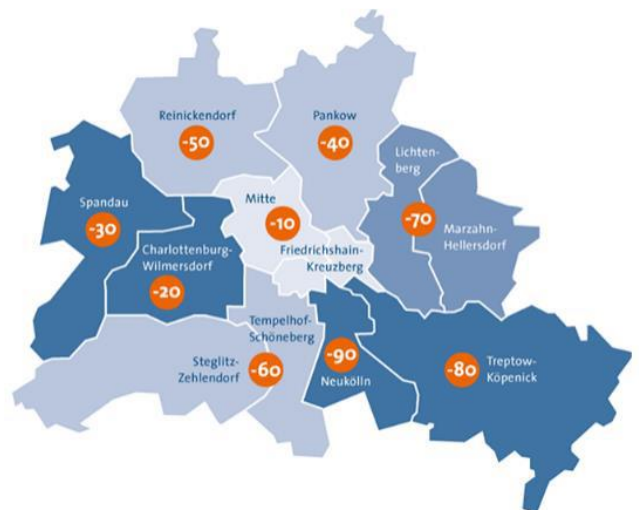 Reinickendorf
-50
Pankow
-40
Lichten-
berg
-70
Marzahn-
Hellersdorf
Spandau
-30
Mitte
-10
Friedrichshain-
Kreuzberg
Charlottenburg-
Wilmersdorf
-20
Tempelhof-
Schöneberg
Steglitz-
Zehlendorf
-60
-90
Neukölln
-80
Treptow-
Köpenick